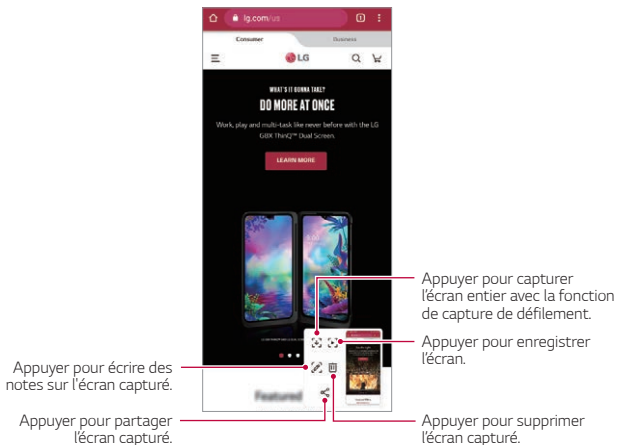 lg.com/us
Consumer
Business
LG
WHAT'S IT GONNA TAKE?
DO MORE AT ONCE
Work, play and multi-task like never before with the LG
G8X ThinQ™ Dual Screen.
LEARN MORE
Appuyer pour capturer
l'écran entier avec la fonction
de capture de défilement.
Appuyer pour enregistrer
l'écran.
Appuyer pour écrire des
notes sur l'écran capturé.
Featured
Appuyer pour partager
l'écran capturé.
Appuyer pour supprimer
l'écran capturé.